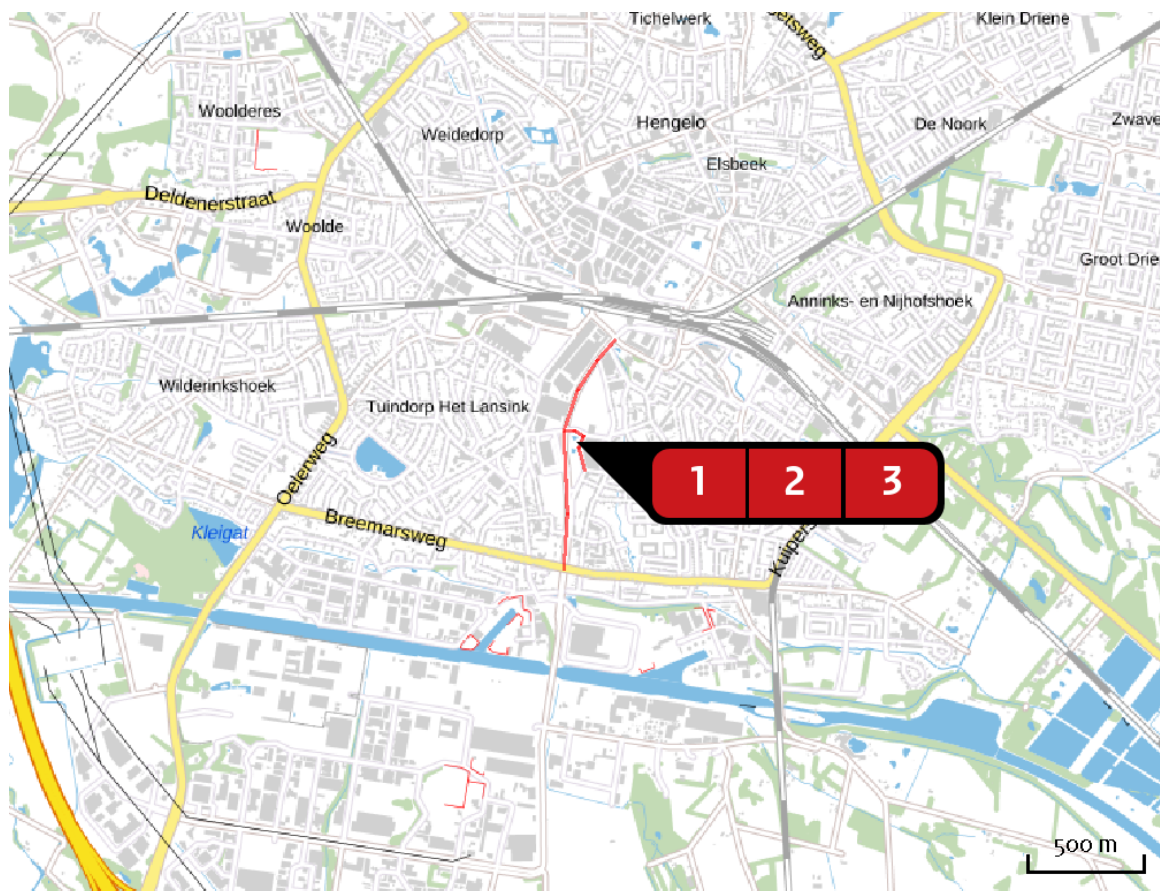 Tichelwerk
Klein Driene
Woolderes
Weidedorp
Hengelo
De Noork
Elsbeek
Deldenerstraat
Woolde
Groot Drie
Anninks- en Nijhofshoek
Wilderinkshoek
Tuindorp Het Lansink
Oelerweg
1 2 3
Kleigat
Breemarsweg
Kuipers
500 m